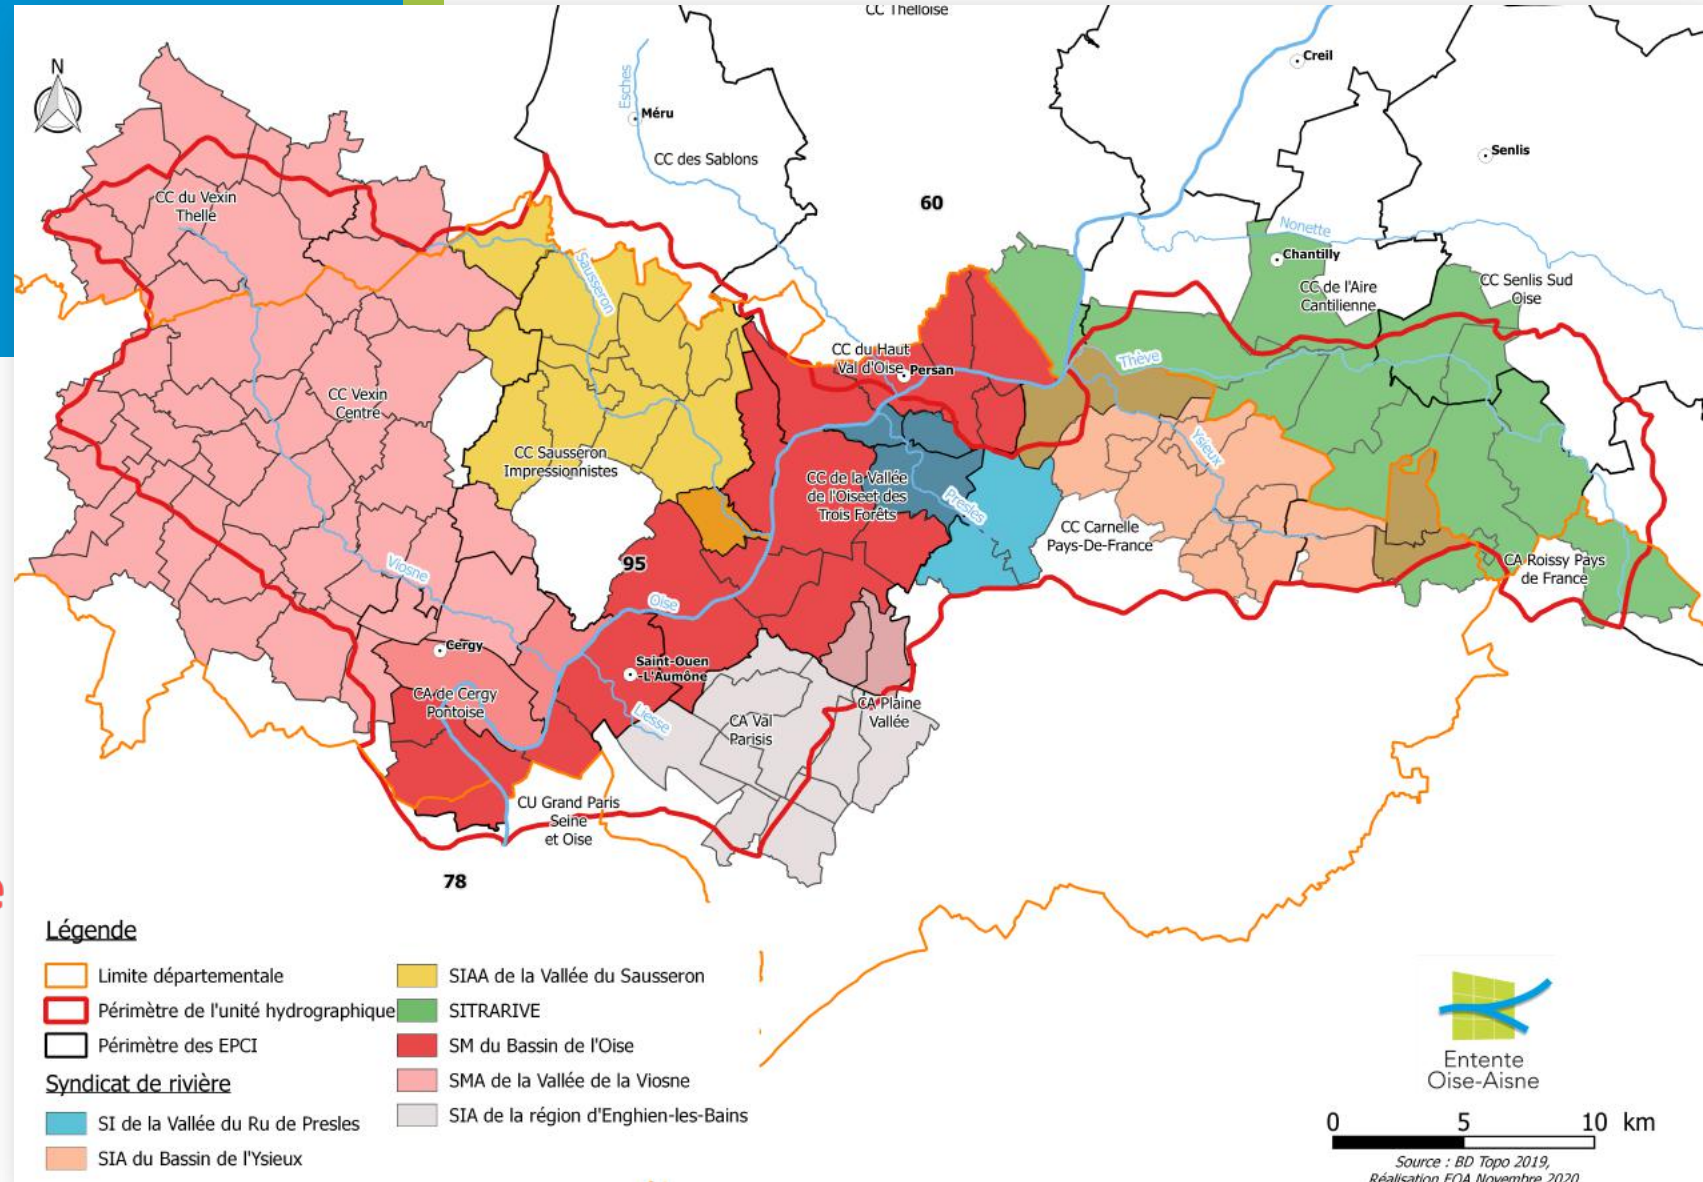 CC Thelloise
Creil
N
Esches
Méru
CC des Sablons
Senlis
60
CC du Vexin
Thelle
Nonette
Chantilly
Sausseron
CC de l'Aire
Cantilienne
CC Senlis Sud
Oise
CC du Haut
Val d'Oise
Persan
Thève
CC Vexin
Centre
Ysieux
CC Sausseron
Impressionnistes
CC de la Vallée
de l'Oiseet des
Trois Forêts
Presles
CC Carnelle
Pays-De-France
95
CA Roissy Pays
de France
Viosne
Oise
Cergy
Saint-Ouen
-L'Aumône
CA de Cergy
Pontoise
Liesse
CA Val
Parisis
CA Plaine
Vallée
CU Grand Paris
Seine
et Oise
78
e
Légende
Limite départementale
Périmètre de l'unité hydrographique
Périmètre des EPCI
Syndicat de rivière
SI de la Vallée du Ru de Presles
SIA du Bassin de l'Ysieux
SIAA de la Vallée du Sausseron
SITRARIVE
SM du Bassin de l'Oise
SMA de la Vallée de la Viosne
SIA de la région d'Enghien-les-Bains
Entente
Oise-Aisne
0 5 10 km
Source : BD Topo 2019,
Réalisation EOA Novembre 2020